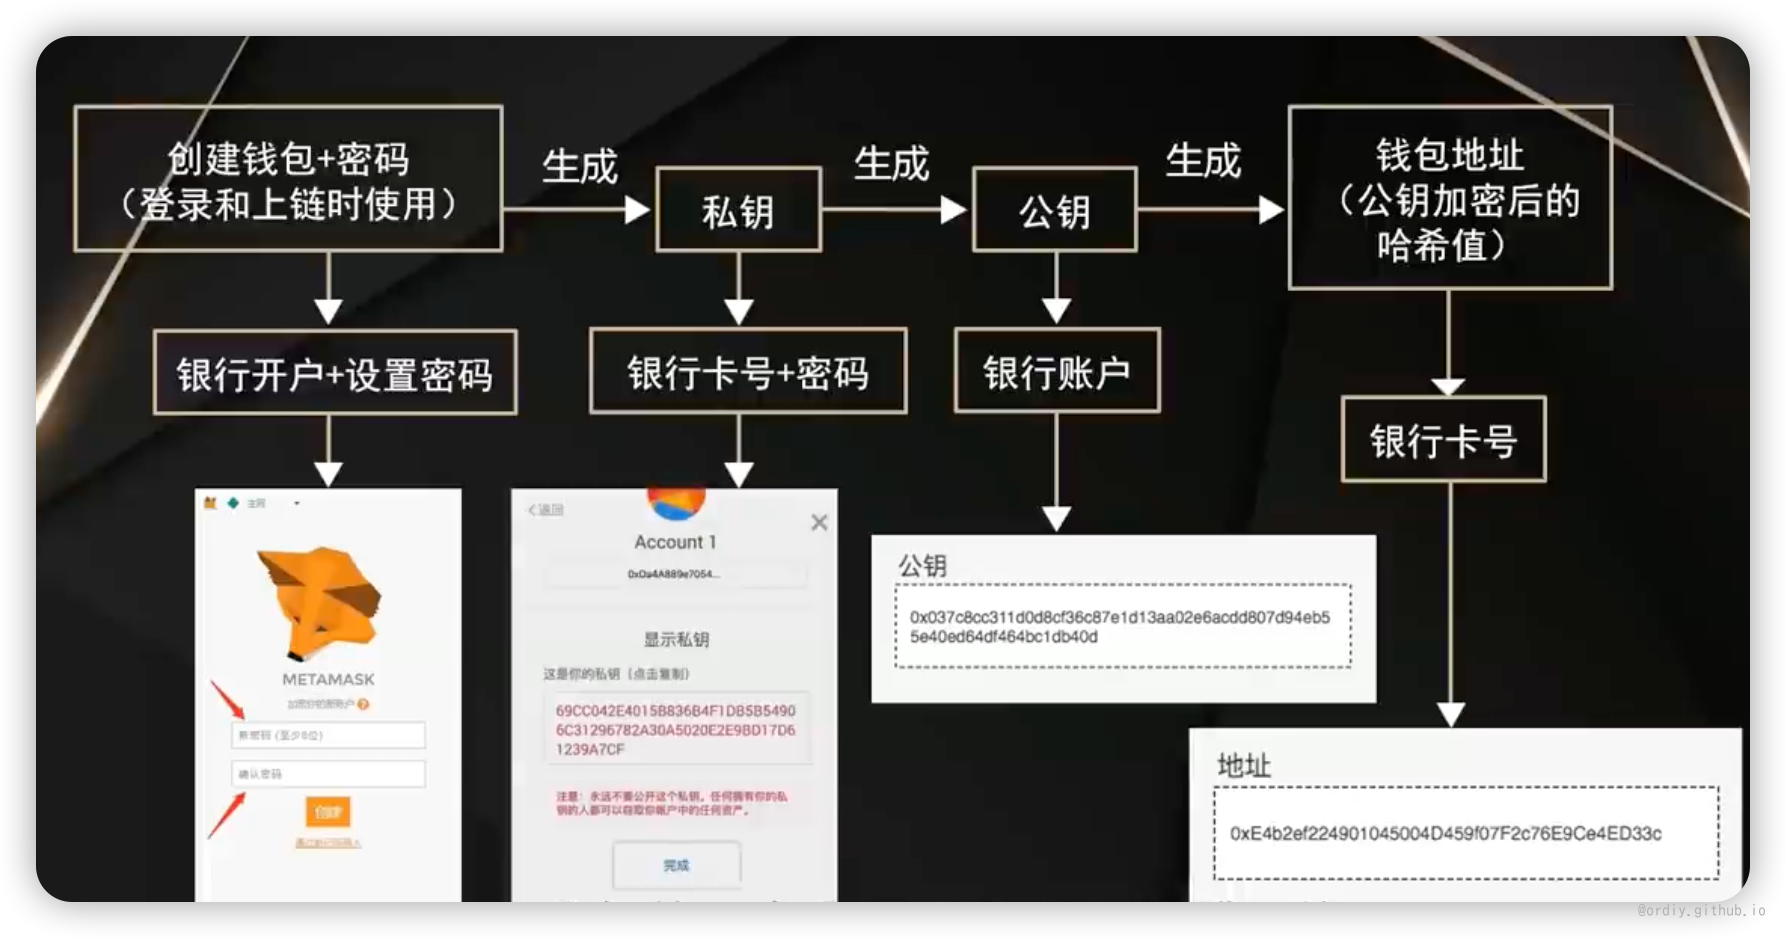 创建钱包+密码
（登录和上链时使用）
生成
私钥
生成
公钥
生成
钱包地址
（公钥加密后的
哈希值）
银行开户+设置密码
银行卡号+密码
银行账户
银行卡号
主网
METAMASK
加密你的新账户
新密码 (至少8位)
确认密码
创建
返回
Account 1
0x0a4A889e7054...
显示私钥
这是你的私钥（点击复制）
69CC042E4015B836B4F1DB5B5490
6C31296782A30A5020E2E9BD17D6
1239A7CF
注意：永远不要公开这个私钥。任何拥有你的私
钥的人都可以窃取你帐户中的任何资产。
完成
公钥
0x037c8cc311d0d8cf36c87e1d13aa02e6acdd807d94eb5
5e40ed64df464bc1db40d
地址
0xE4b2ef224901045004D459f07F2c76E9Ce4ED33c
@ordiy.github.io